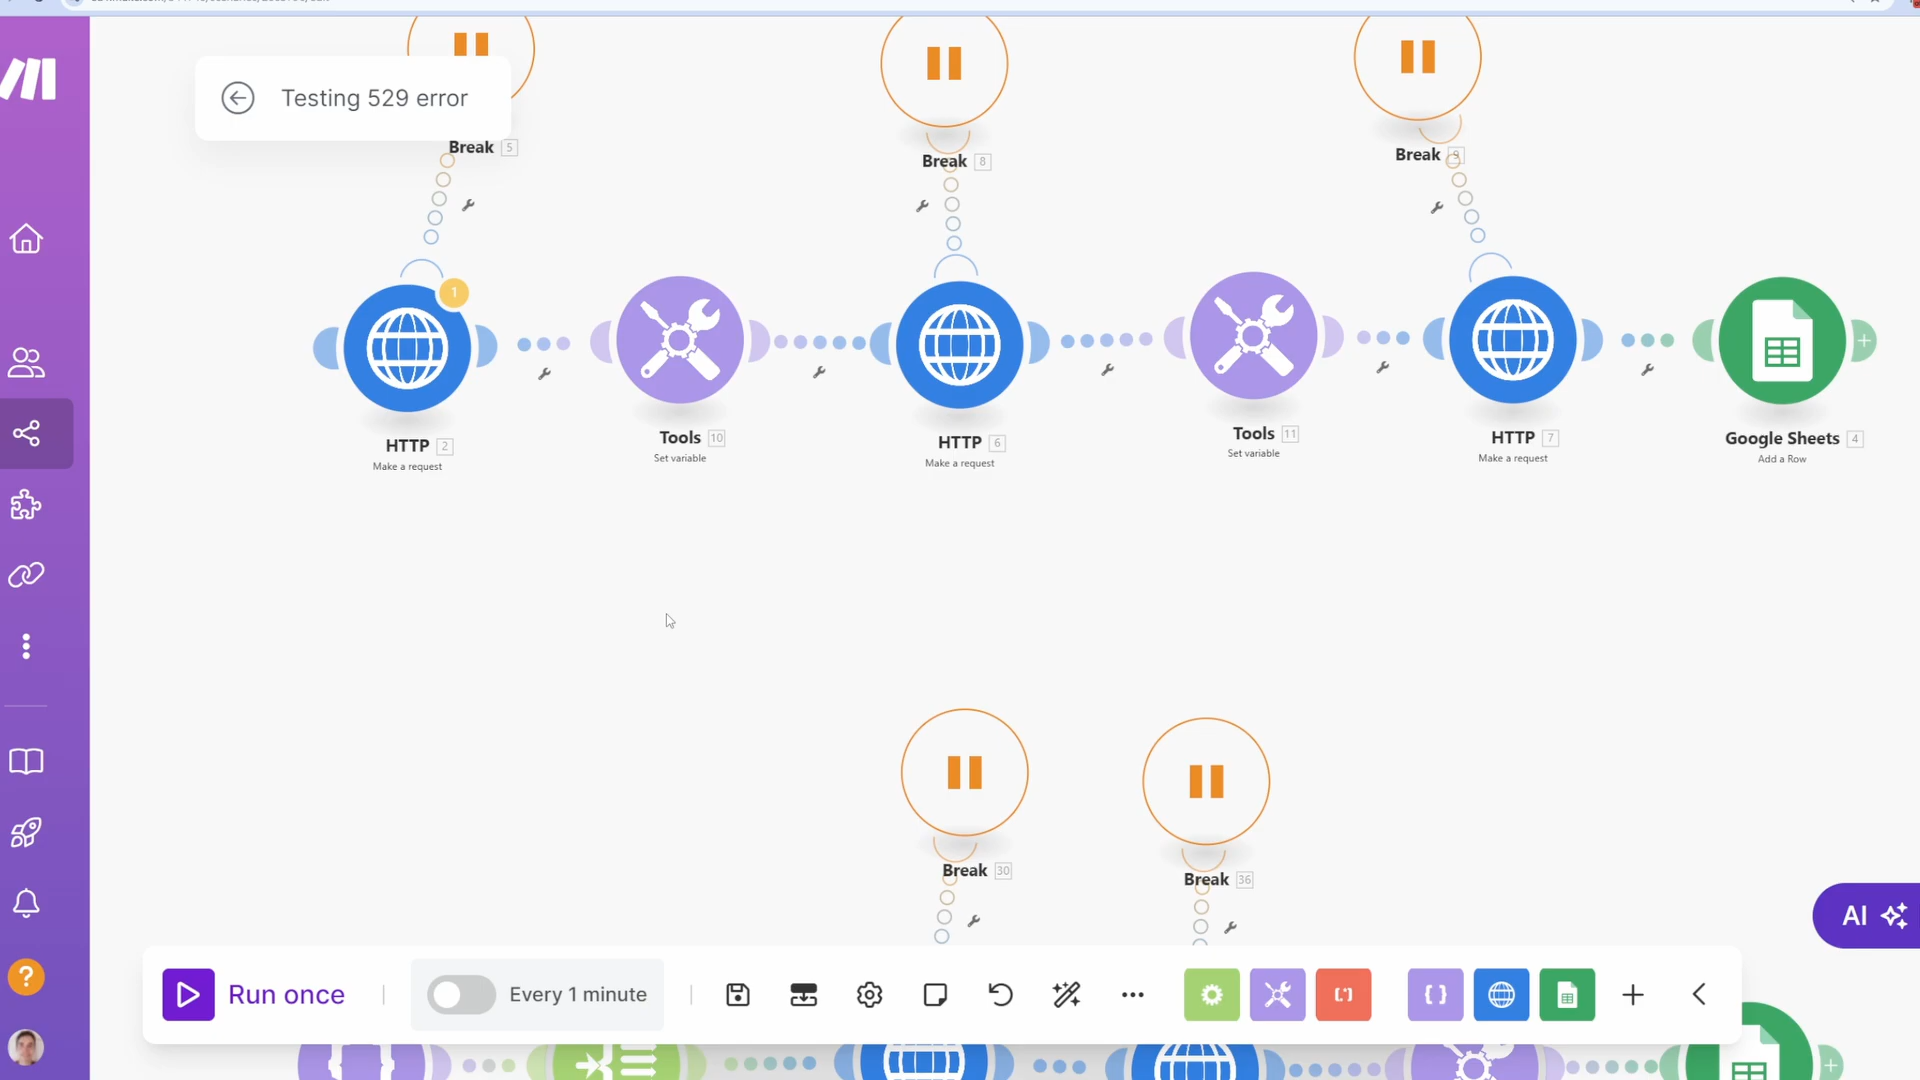 Testing 529 error
Break 5
Break 8
Break
1
HTTP 2
Make a request
Tools 10
Set variable
HTTP 6
Make a request
Tools 11
Set variable
HTTP 7
Make a request
Google Sheets 4
Add a Row
Break 30
Break 36
AI
?
Run once
Every 1 minute